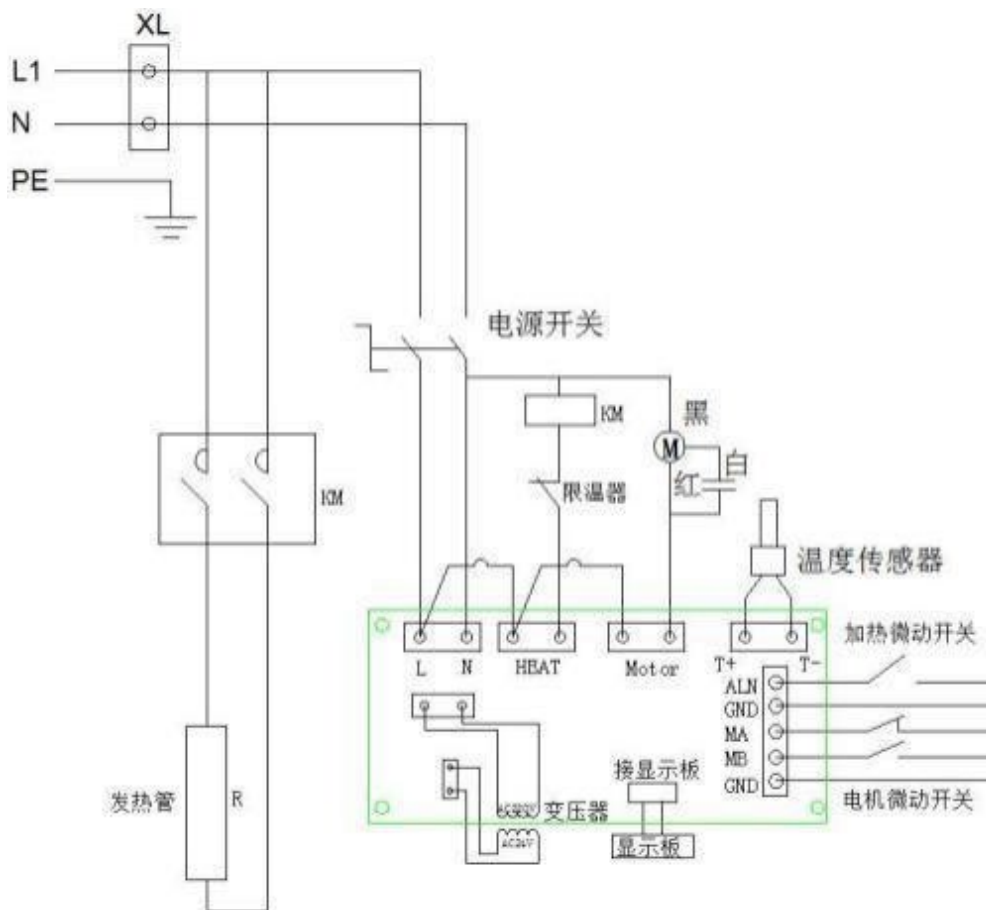 XL
L1
N
PE
电源开关
KM
黑
M
白
红
限温器
KM
温度传感器
加热微动开关
L N HEAT Motor T+ T-
ALN
GND
MA
MB
GND
接显示板
电机微动开关
发热管 R
变压器
AC24V
显示板